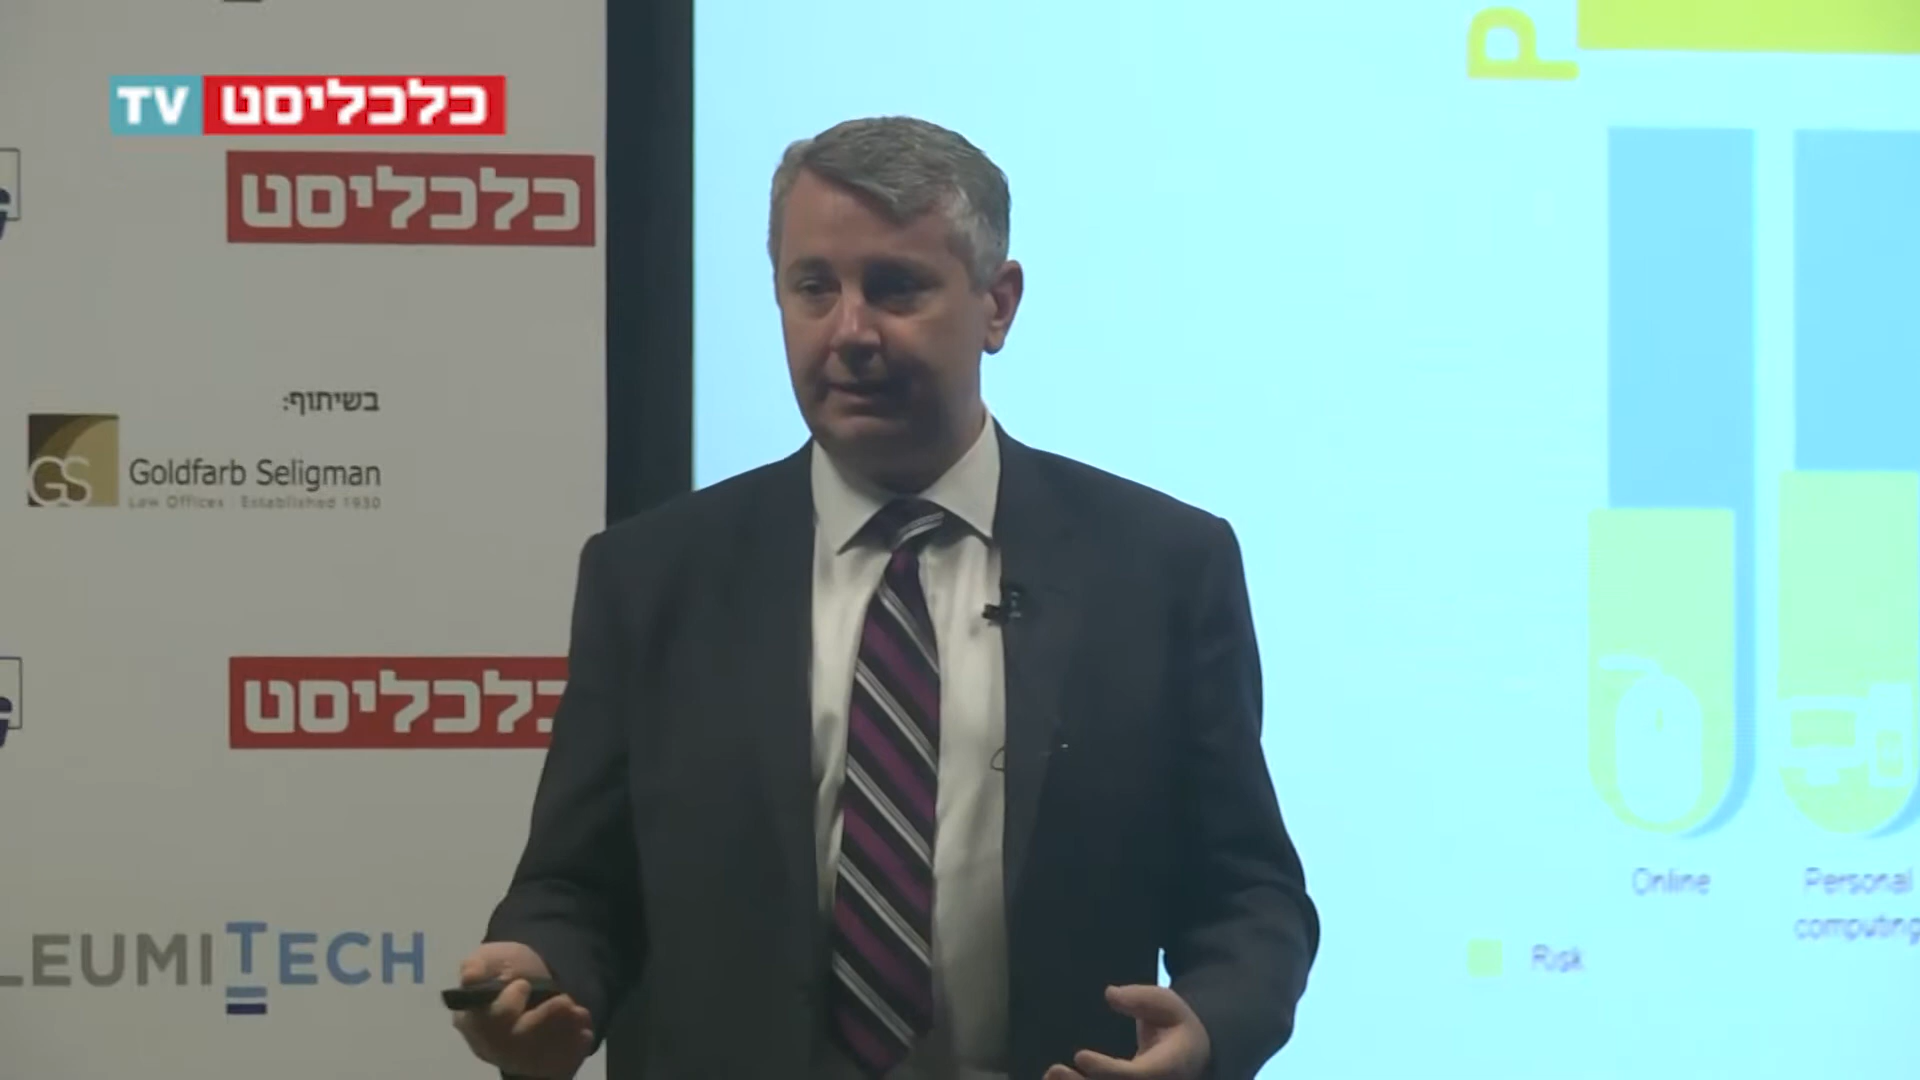 TV כלכליסט
כלכליסט
בשיתוף:
GS Goldfarb Seligman
Law Offices | Established 1930
כלכליסט
LEUMITECH
P
Online
Personal computing
Risk